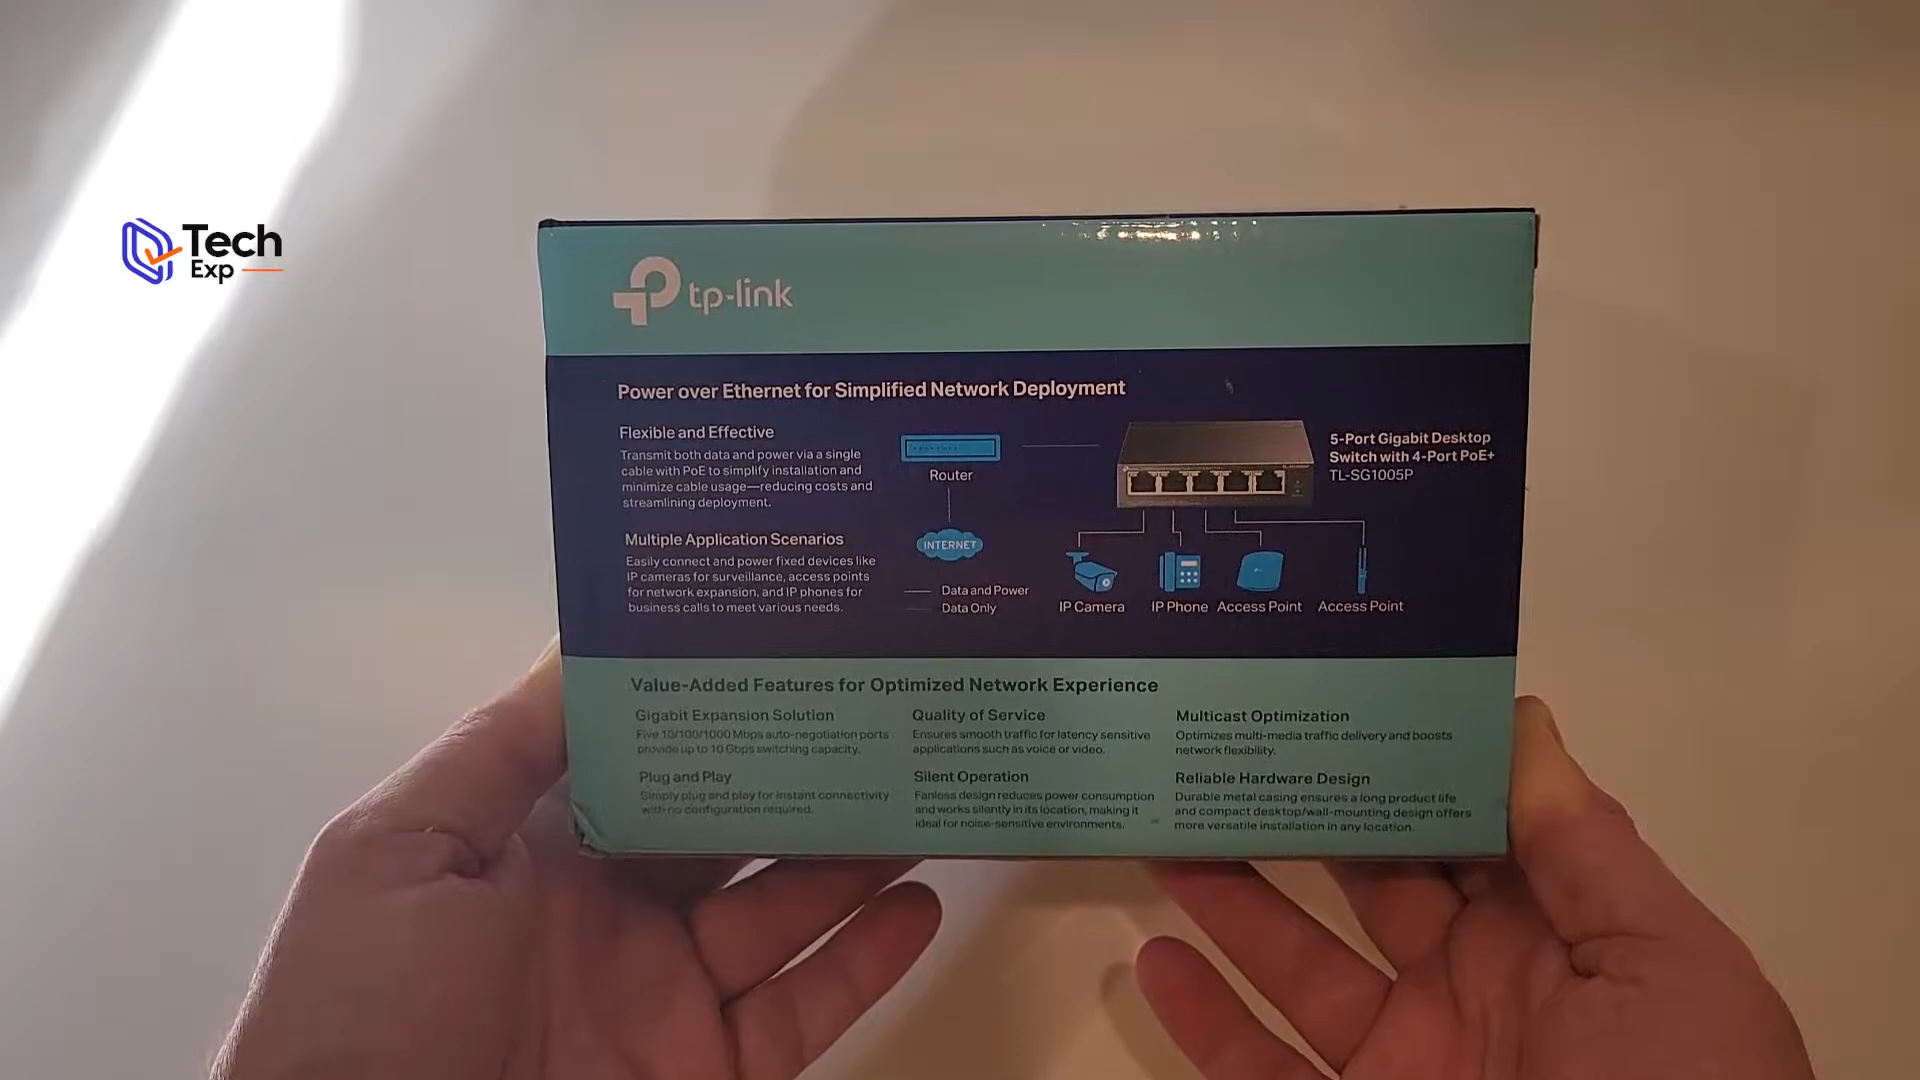 Tech
Exp
tp-link
Power over Ethernet for Simplified Network Deployment
Flexible and Effective
Transmit both data and power via a single
cable with PoE to simplify installation and
minimize cable usage—reducing costs and
streamlining deployment.
Multiple Application Scenarios
Easily connect and power fixed devices like
IP cameras for surveillance, access points
for network expansion, and IP phones for
business calls to meet various needs.
Router
INTERNET
Data and Power
Data Only
5-Port Gigabit Desktop
Switch with 4-Port PoE+
TL-SG1005P
IP Camera
IP Phone
Access Point
Access Point
Value-Added Features for Optimized Network Experience
Gigabit Expansion Solution
Five 10/100/1000 Mbps auto-negotiation ports
provide up to 10 Gbps switching capacity.
Quality of Service
Ensures smooth traffic for latency sensitive
applications such as voice or video.
Multicast Optimization
Optimizes multi-media traffic delivery and boosts
network flexibility.
Plug and Play
Simply plug and play for instant connectivity
with no configuration required.
Silent Operation
Fanless design reduces power consumption
and works silently in its location, making it
ideal for noise-sensitive environments.
Reliable Hardware Design
Durable metal casing ensures a long product life
and compact desktop/wall-mounting design offers
more versatile installation in any location.